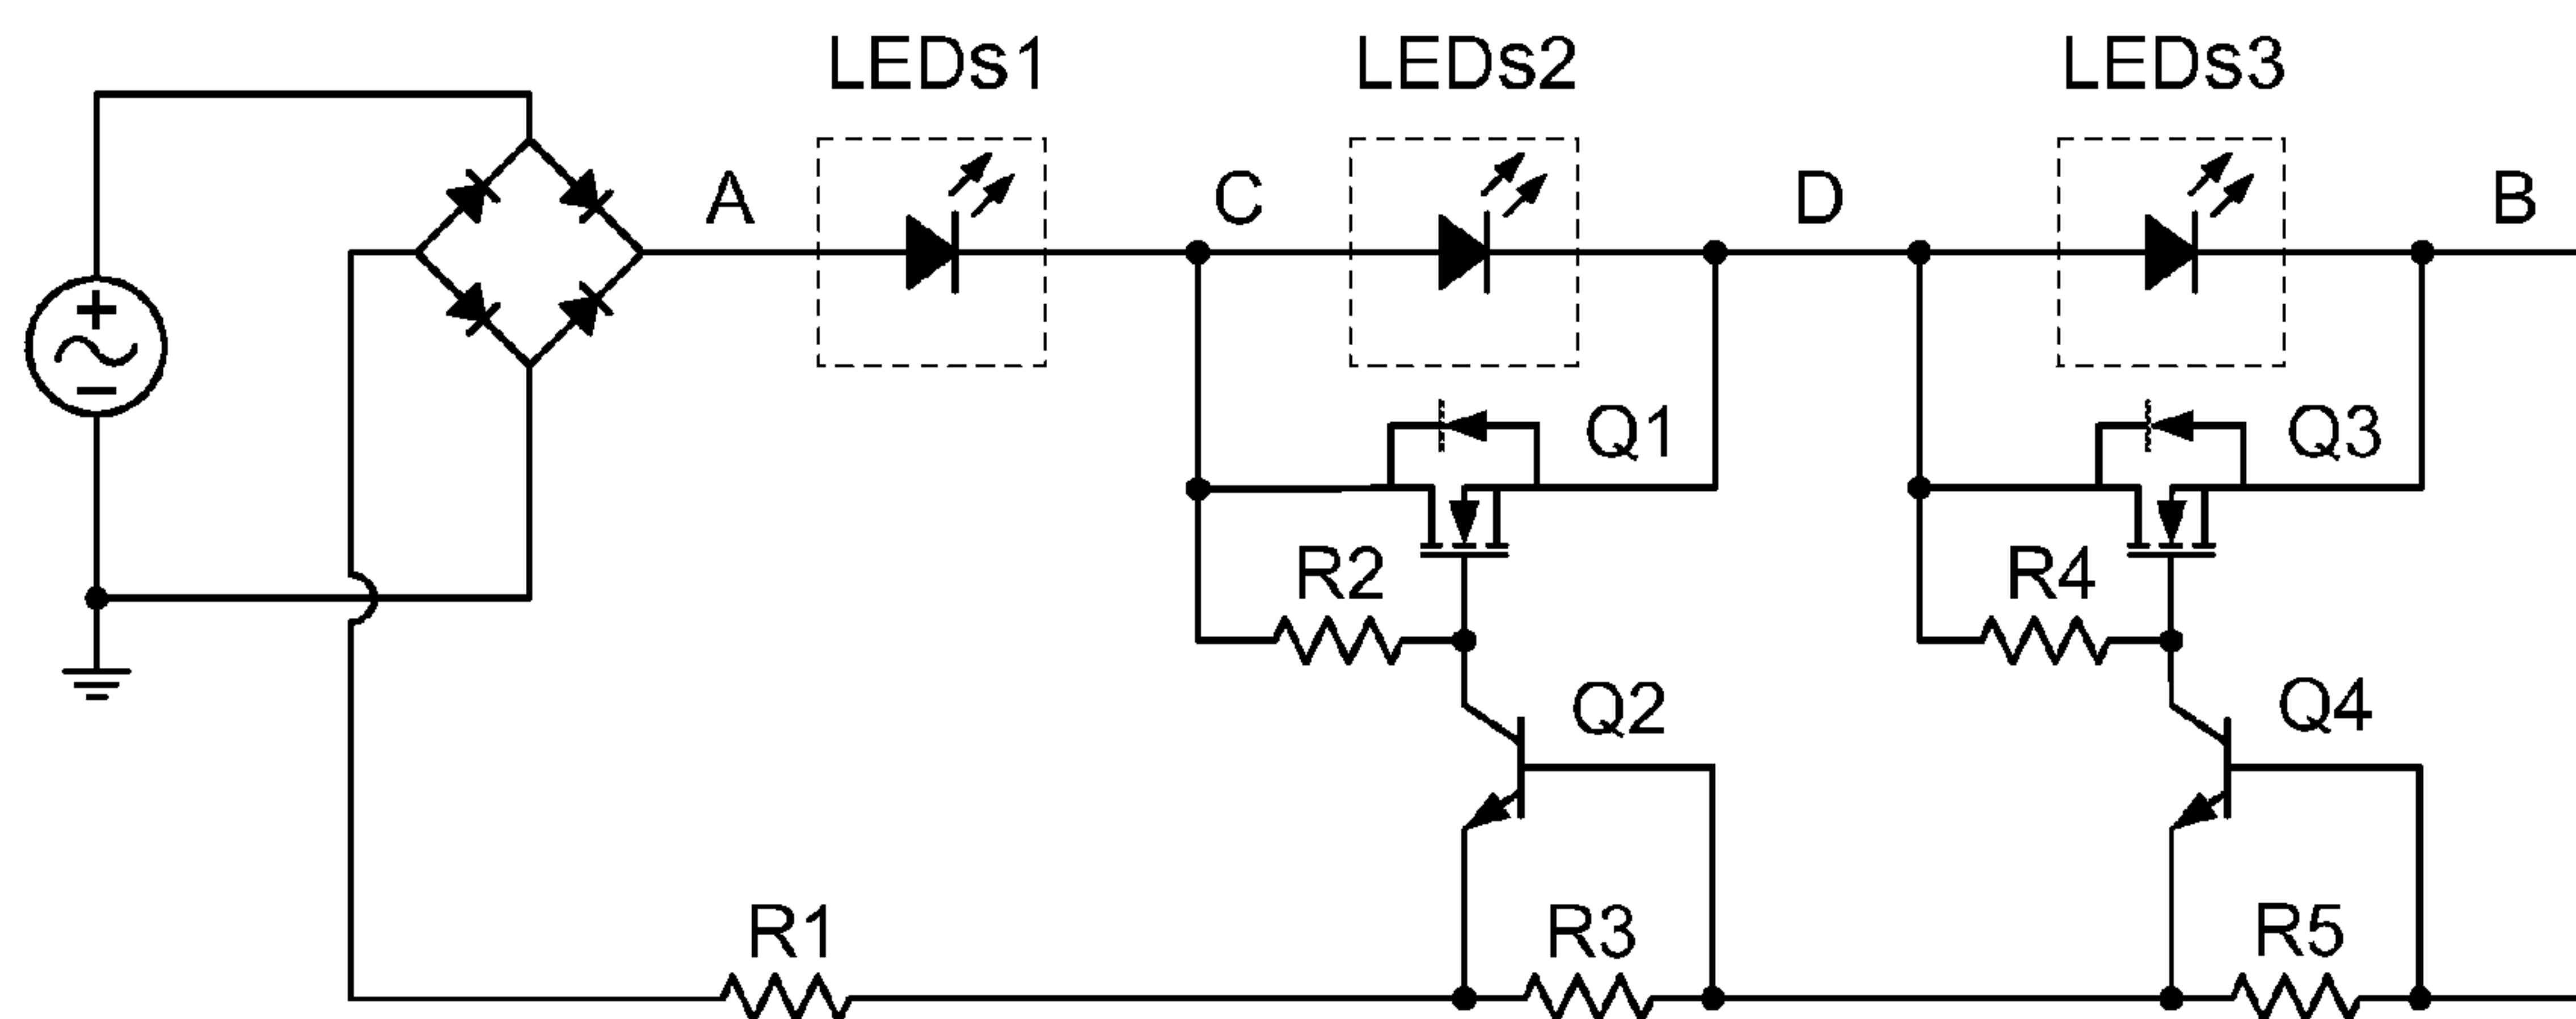 LEDs1 LEDs2 LEDs3
A C D B
Q1 Q3
R2 R4
Q2 Q4
R1 R3 R5